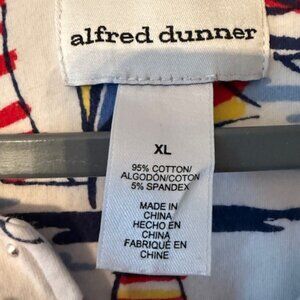 alfred dunner
XL
95% COTTON/
ALGODÓN/COTON
5% SPANDEX
MADE IN
CHINA
HECHO EN
CHINA
FABRIQUÉ EN
CHINE